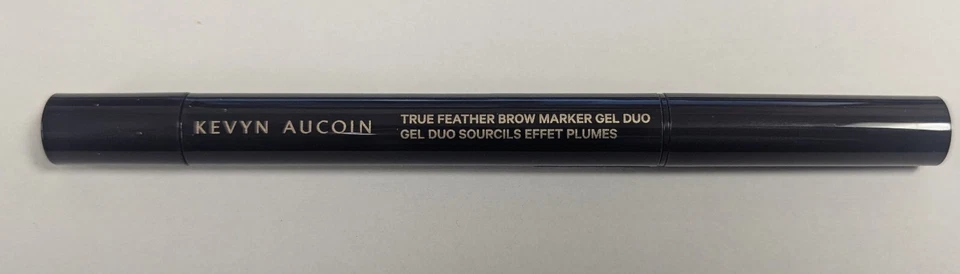 KEVYN AUCOIN
TRUE FEATHER BROW MARKER GEL DUO
GEL DUO SOURCILS EFFET PLUMES